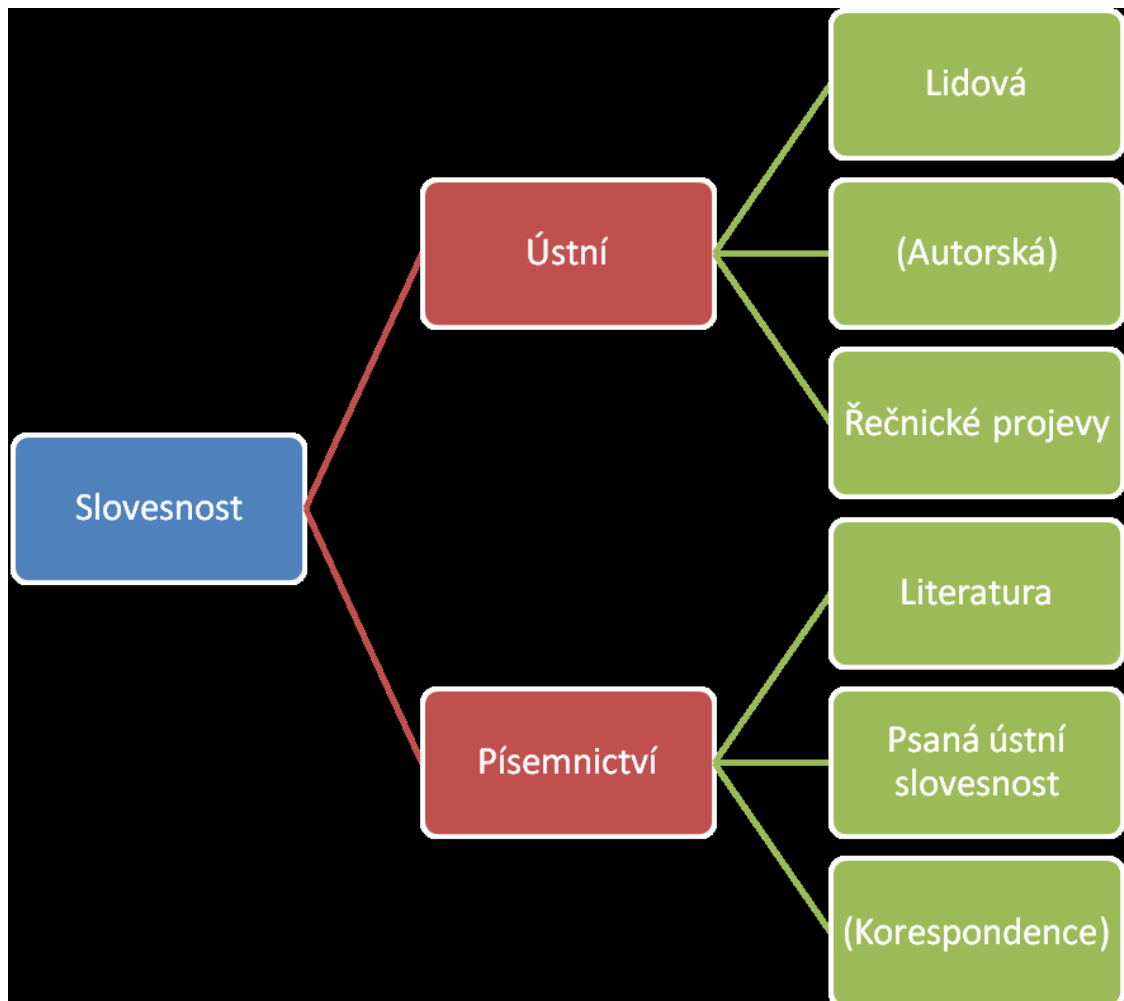 Slovesnost
Ústní
Lidová
(Autorská)
Řečnické projevy
Písemnictví
Literatura
Psaná ústní
slovesnost
(Korespondence)